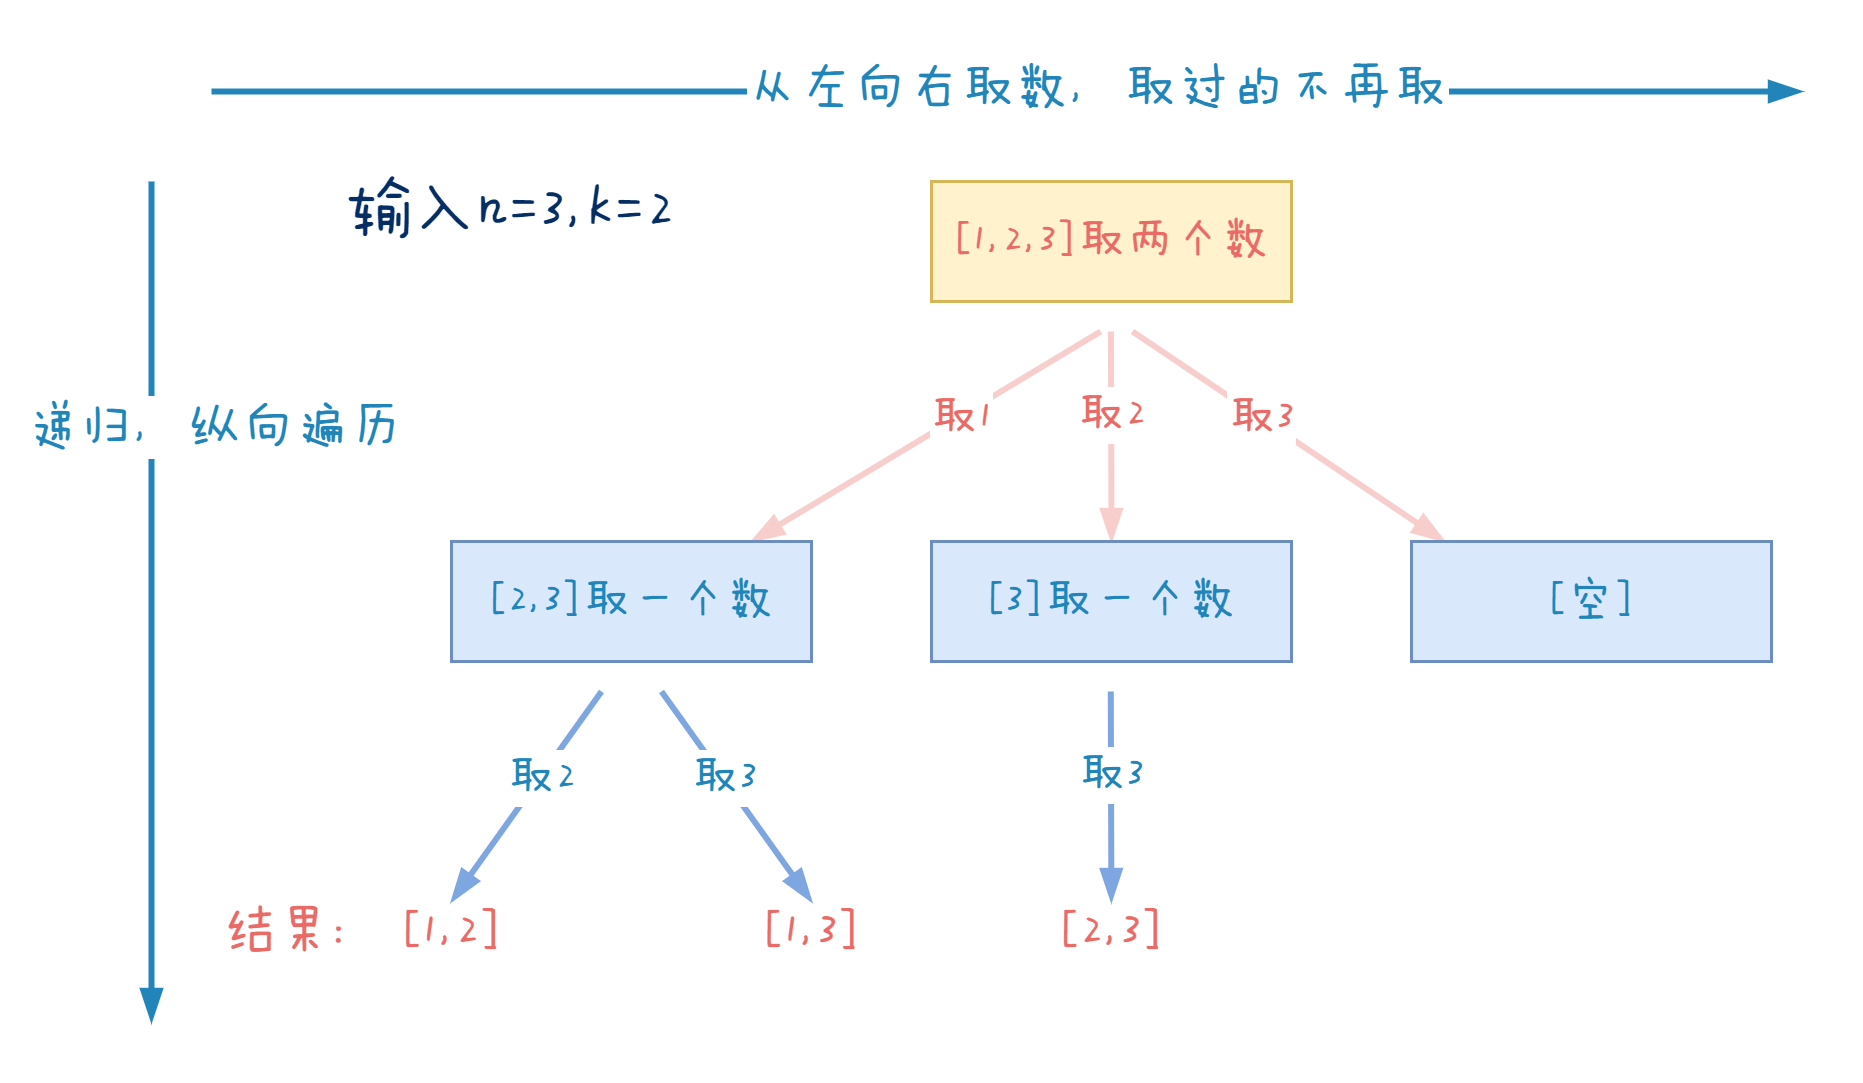 从左向右取数, 取过的不再取
输入n=3,k=2
[1,2,3]取两个数
递归, 纵向遍历
取1
取2
取3
[2,3]取一个数
[3]取一个数
[空]
取2
取3
取3
结果: [1,2] [1,3] [2,3]